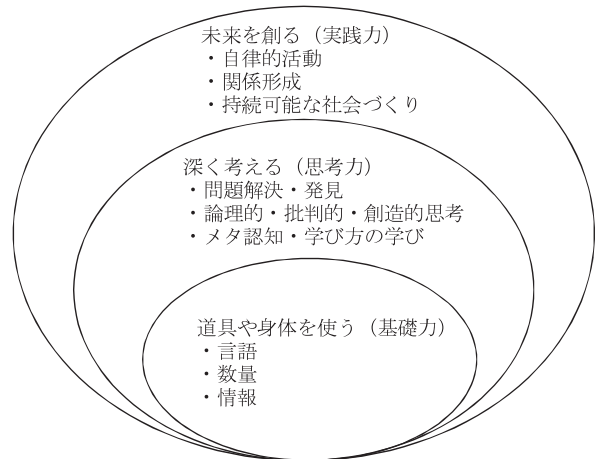 未来を創る（実践力）
・自律的活動
・関係形成
・持続可能な社会づくり
深く考える（思考力）
・問題解決・発見
・論理的・批判的・創造的思考
・メタ認知・学び方の学び
道具や身体を使う（基礎力）
・言語
・数量
・情報